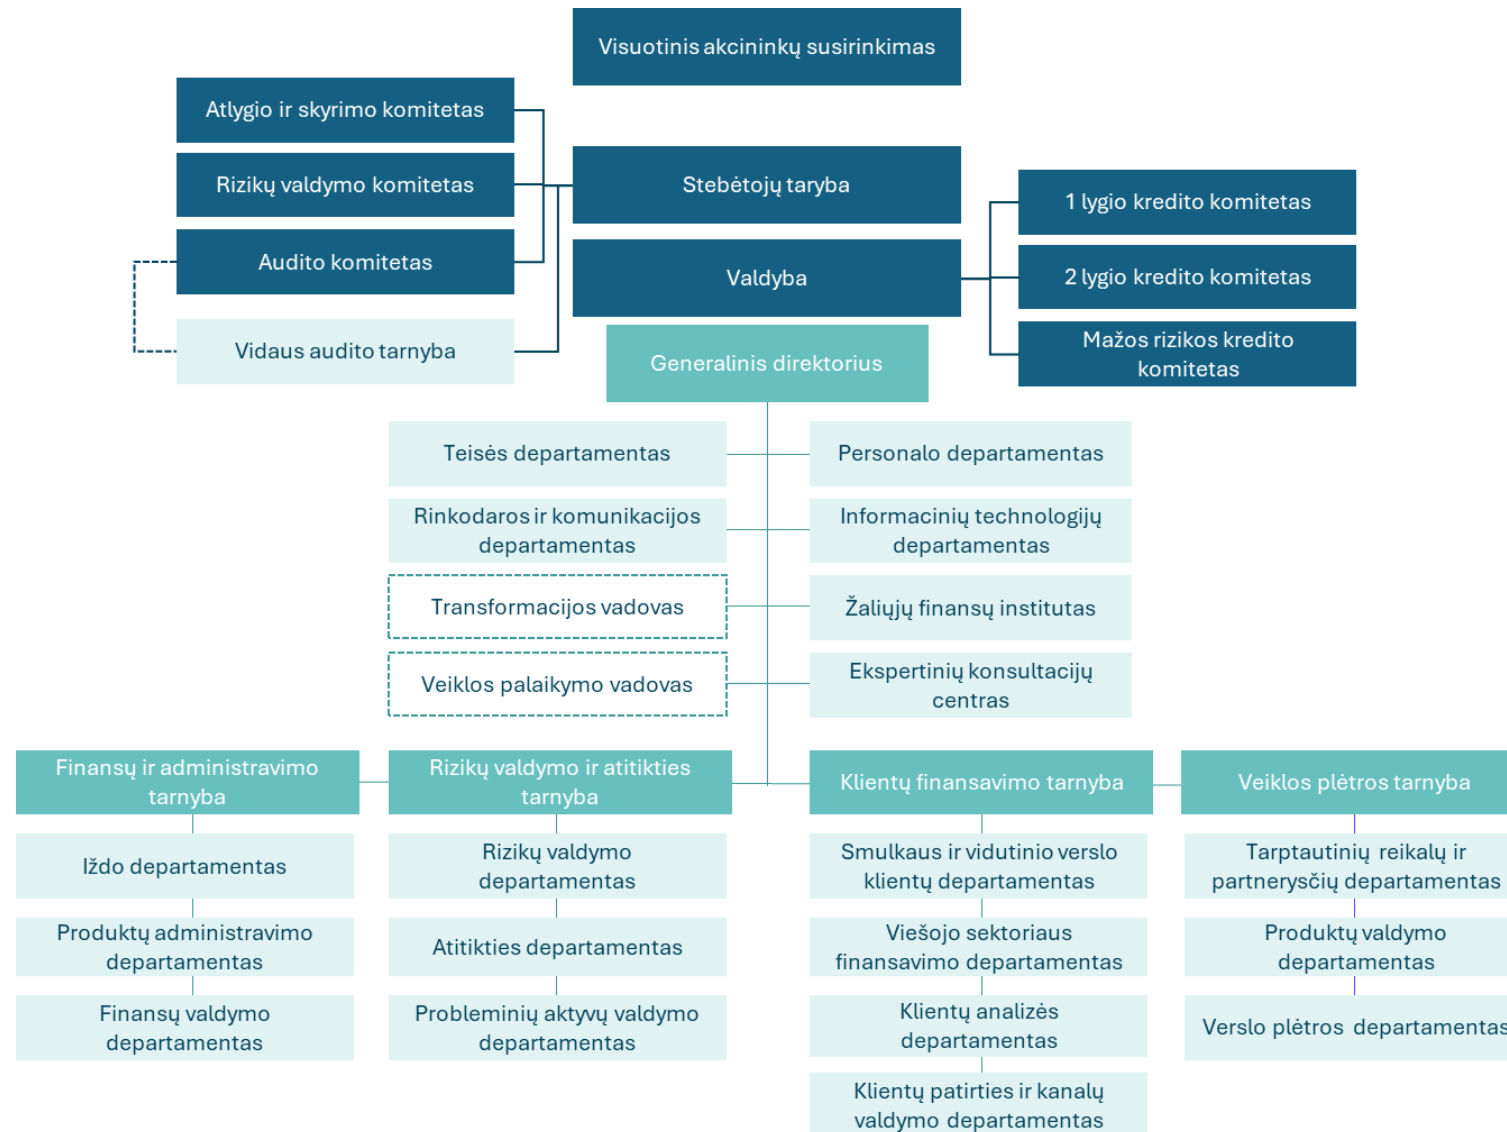 Visuotinis akcininkų susirinkimas
Atlygio ir skyrimo komitetas
Rizikų valdymo komitetas
Audito komitetas
Vidaus audito tarnyba
Stebėtojų taryba
Valdyba
Generalinis direktorius
1 lygio kredito komitetas
2 lygio kredito komitetas
Mažos rizikos kredito
komitetas
Teisės departamentas
Personalo departamentas
Rinkodaros ir komunikacijos
departamentas
Informacinių technologijų
departamentas
Transformacijos vadovas
Žaliųjų finansų institutas
Veiklos palaikymo vadovas
Ekspertinių konsultacijų
centras
Finansų ir administravimo
tarnyba
Iždo departamentas
Produktų administravimo
departamentas
Finansų valdymo
departamentas
Rizikų valdymo ir atitikties
tarnyba
Rizikų valdymo
departamentas
Atitikties departamentas
Probleminių aktyvų valdymo
departamentas
Klientų finansavimo tarnyba
Smulkaus ir vidutinio verslo
klientų departamentas
Viešojo sektoriaus
finansavimo departamentas
Klientų analizės
departamentas
Klientų patirties ir kanalų
valdymo departamentas
Veiklos plėtros tarnyba
Tarptautinių reikalų ir
partnerysčių departamentas
Produktų valdymo
departamentas
Verslo plėtros departamentas